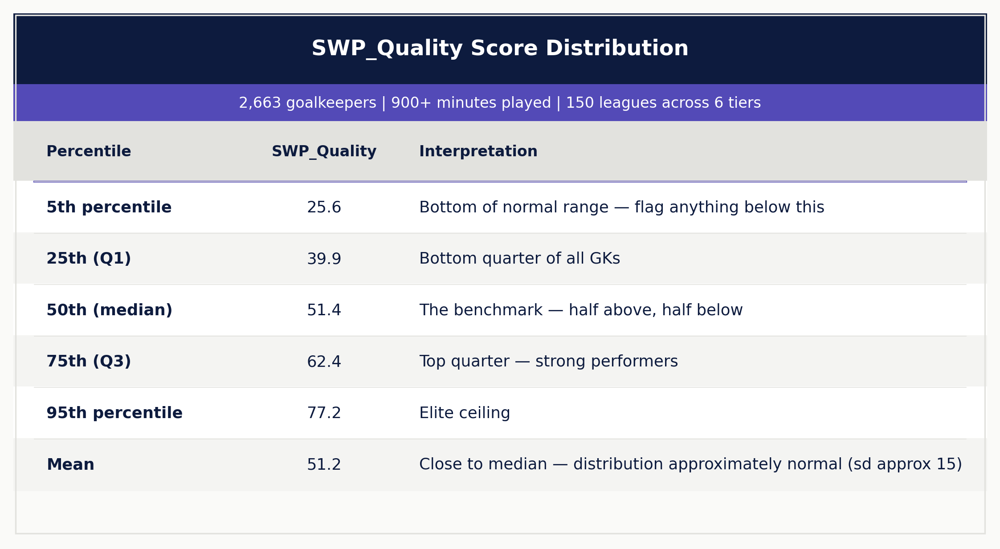 SWP_Quality Score Distribution
2,663 goalkeepers | 900+ minutes played | 150 leagues across 6 tiers
Percentile SWP_Quality Interpretation
5th percentile 25.6 Bottom of normal range — flag anything below this
25th (Q1) 39.9 Bottom quarter of all GKs
50th (median) 51.4 The benchmark — half above, half below
75th (Q3) 62.4 Top quarter — strong performers
95th percentile 77.2 Elite ceiling
Mean 51.2 Close to median — distribution approximately normal (sd approx 15)